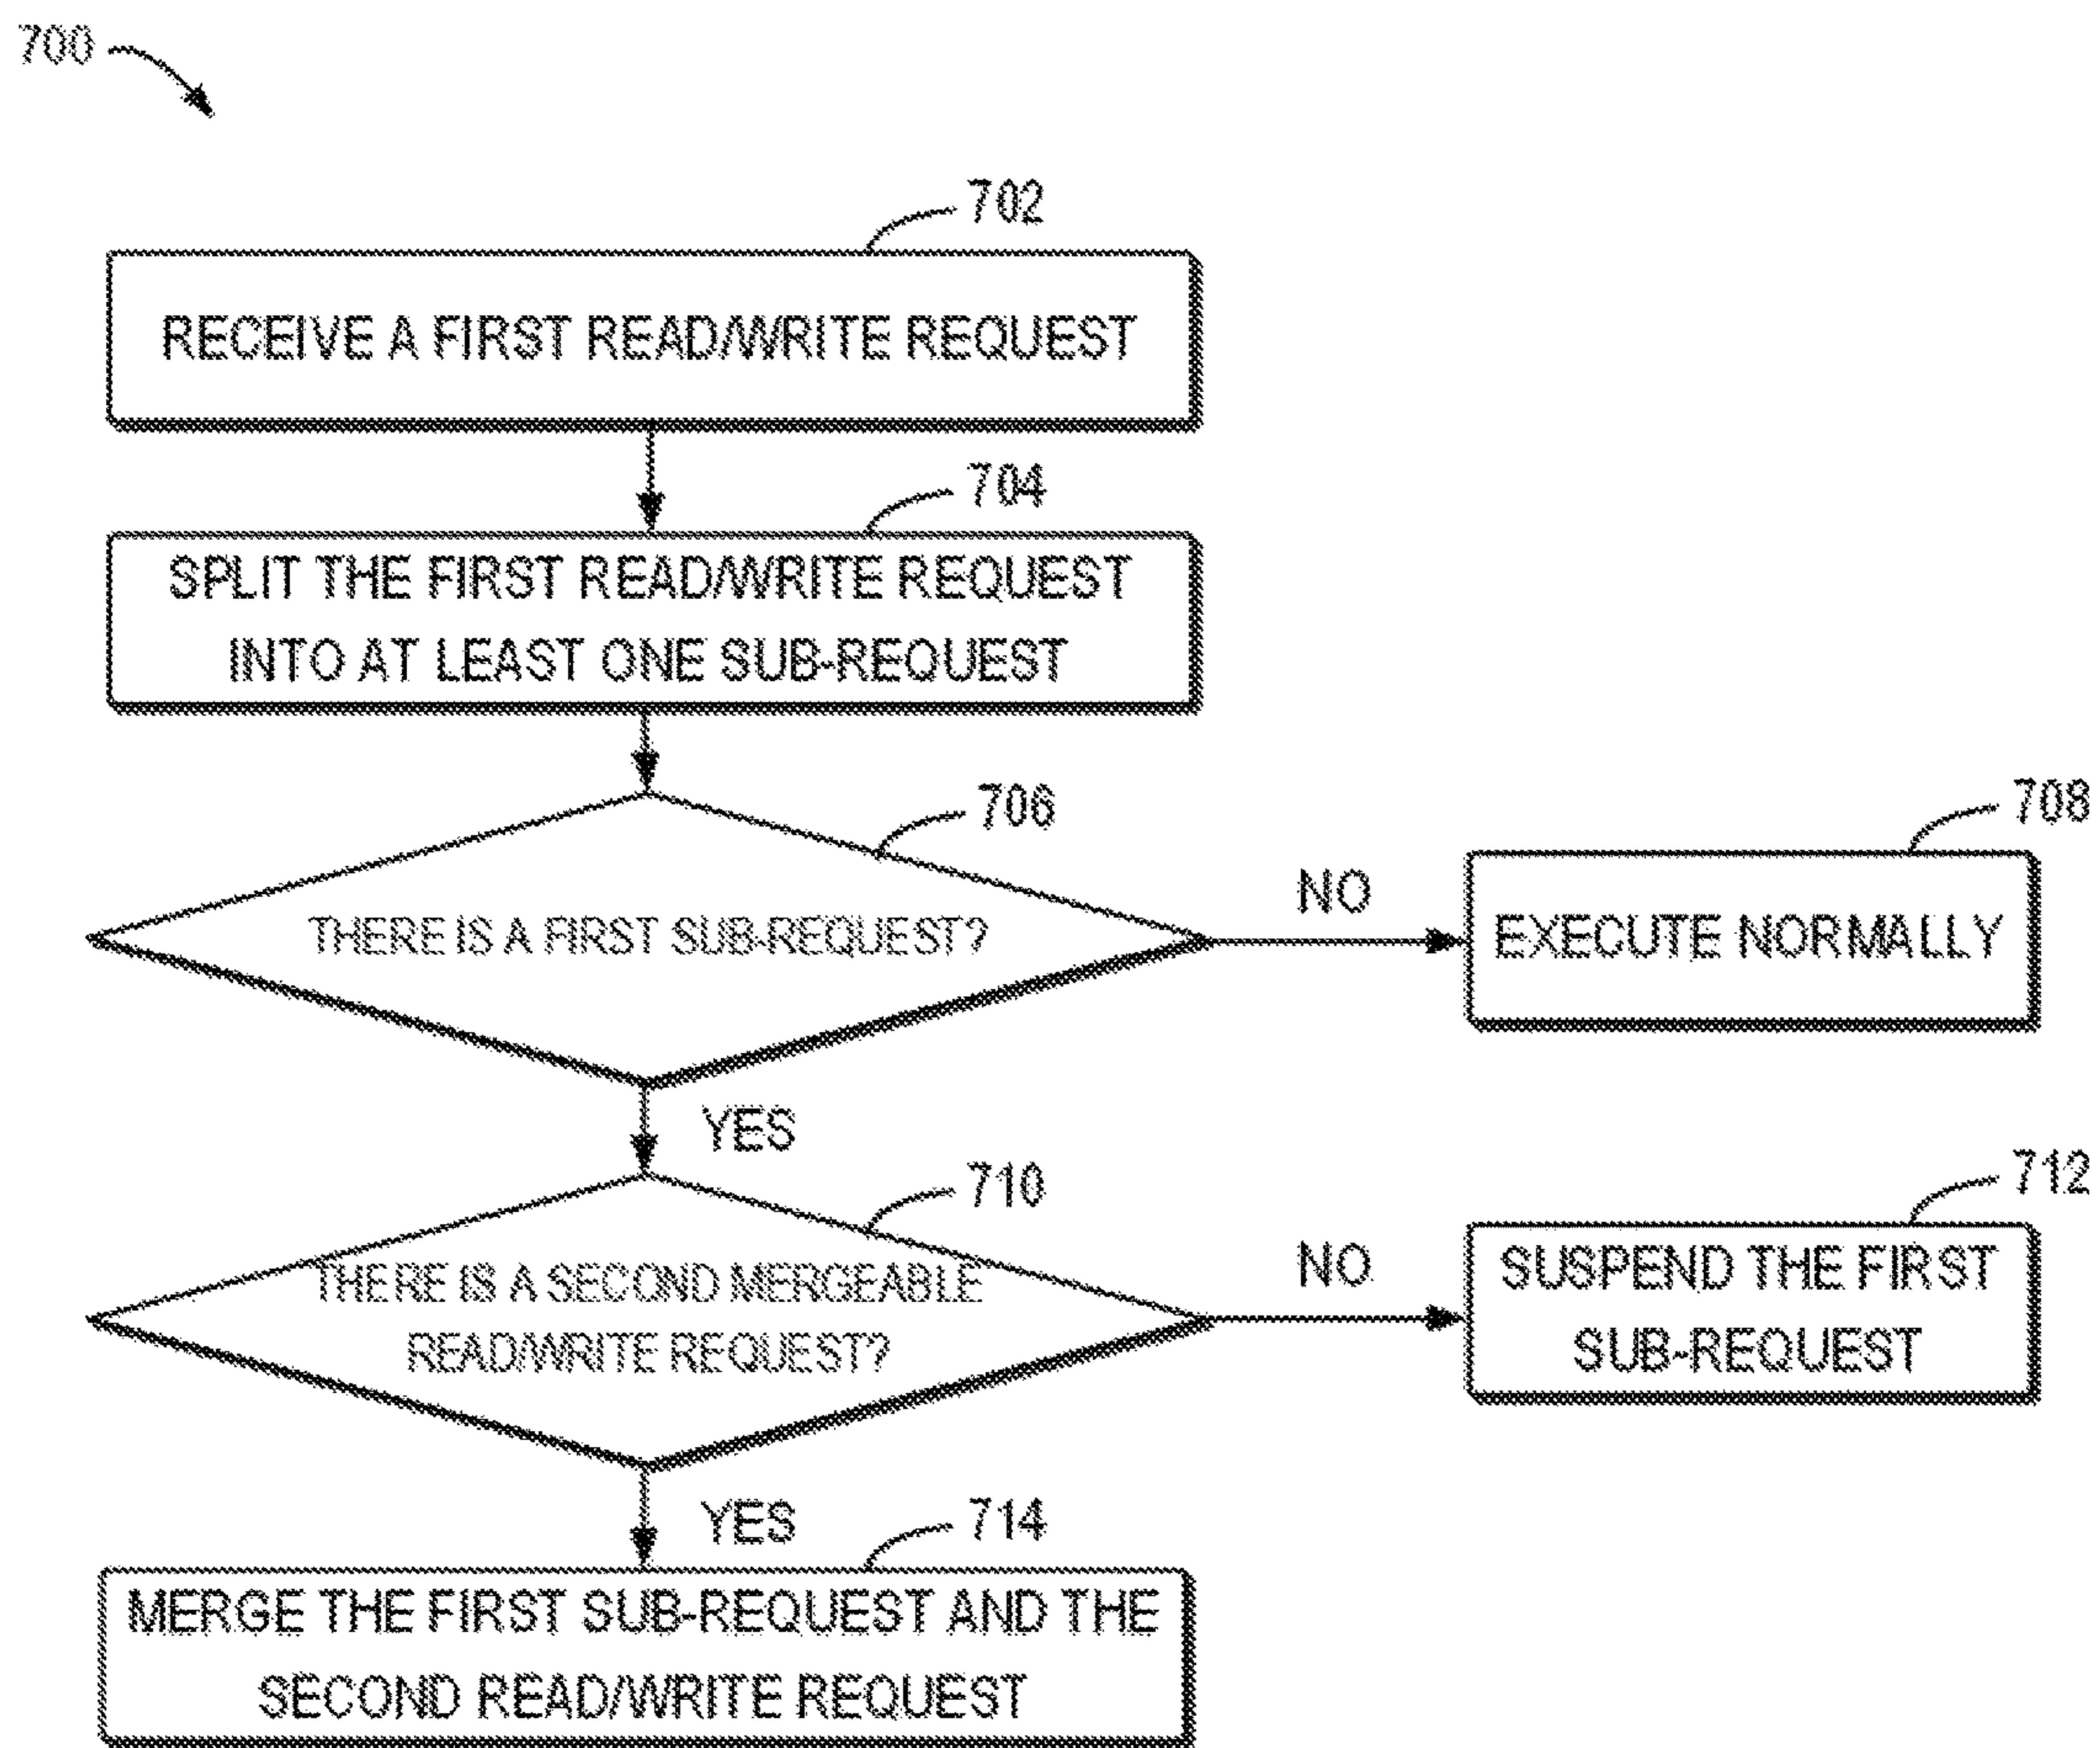 700
702
RECEIVE A FIRST READ/WRITE REQUEST
704
SPLIT THE FIRST READ/WRITE REQUEST
INTO AT LEAST ONE SUB-REQUEST
706
708
THERE IS A FIRST SUB-REQUEST?
NO
EXECUTE NORMALLY
YES
710
712
THERE IS A SECOND MERGEABLE
READ/WRITE REQUEST?
NO
SUSPEND THE FIRST
SUB-REQUEST
YES
714
MERGE THE FIRST SUB-REQUEST AND THE
SECOND READ/WRITE REQUEST